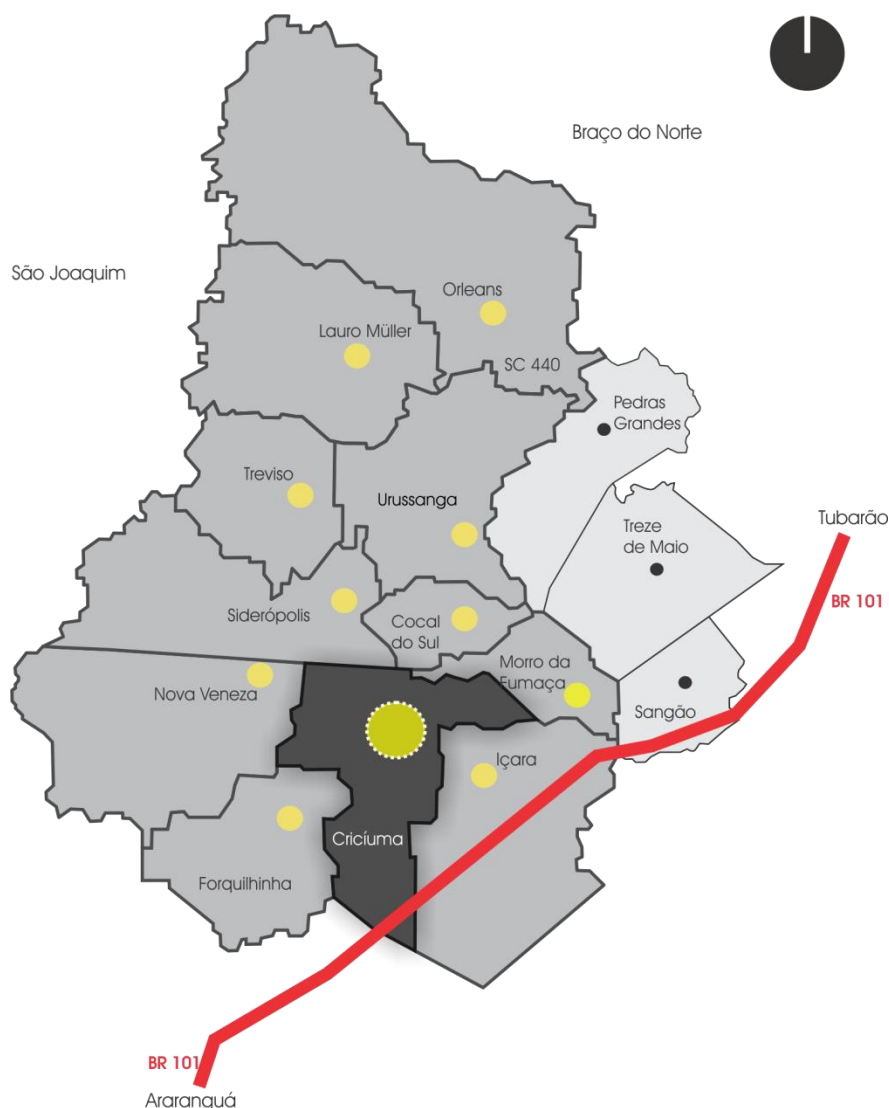 Braço do Norte
São Joaquim
Orleans
Lauro Müller
SC 440
Pedras
Grandes
Treviso
Urussanga
Tubarão
Treze
de Maio
BR 101
Siderópolis
Cocal
do Sul
Morro da
Fumaça
Nova Veneza
Sangão
Içara
Criciúma
Forquilhinha
BR 101
Araranguá